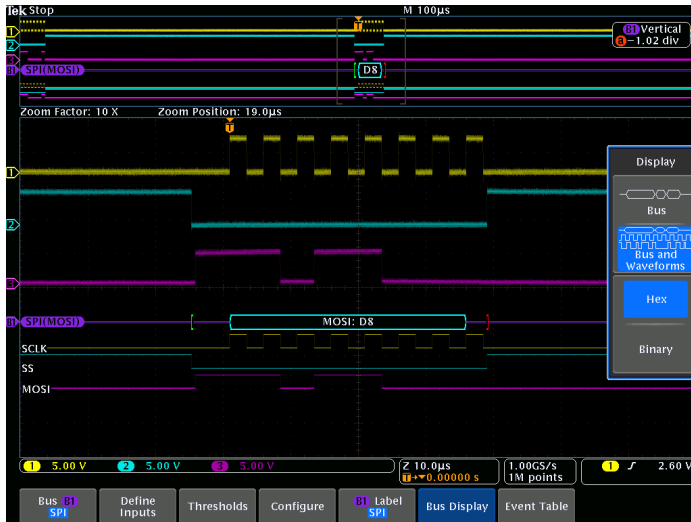 Tek Stop
M 100µs
B1 Vertical
a −1.02 div
T
1
2
3
B1 SPI(MOSI)
D8
Zoom Factor: 10 X
Zoom Position: 19.0µs
T
1
2
3
Display
Bus
Bus and
Waveforms
Hex
Binary
B1 SPI(MOSI)
MOSI: D8
SCLK
SS
MOSI
1 5.00 V
2 5.00 V
3 5.00 V
Z 10.0µs
T→▼0.00000 s
1.00GS/s
1M points
1 5.00 V
2.60 V
Bus B1
SPI
Define
Inputs
Thresholds
Configure
B1 Label
SPI
Bus Display
Event Table